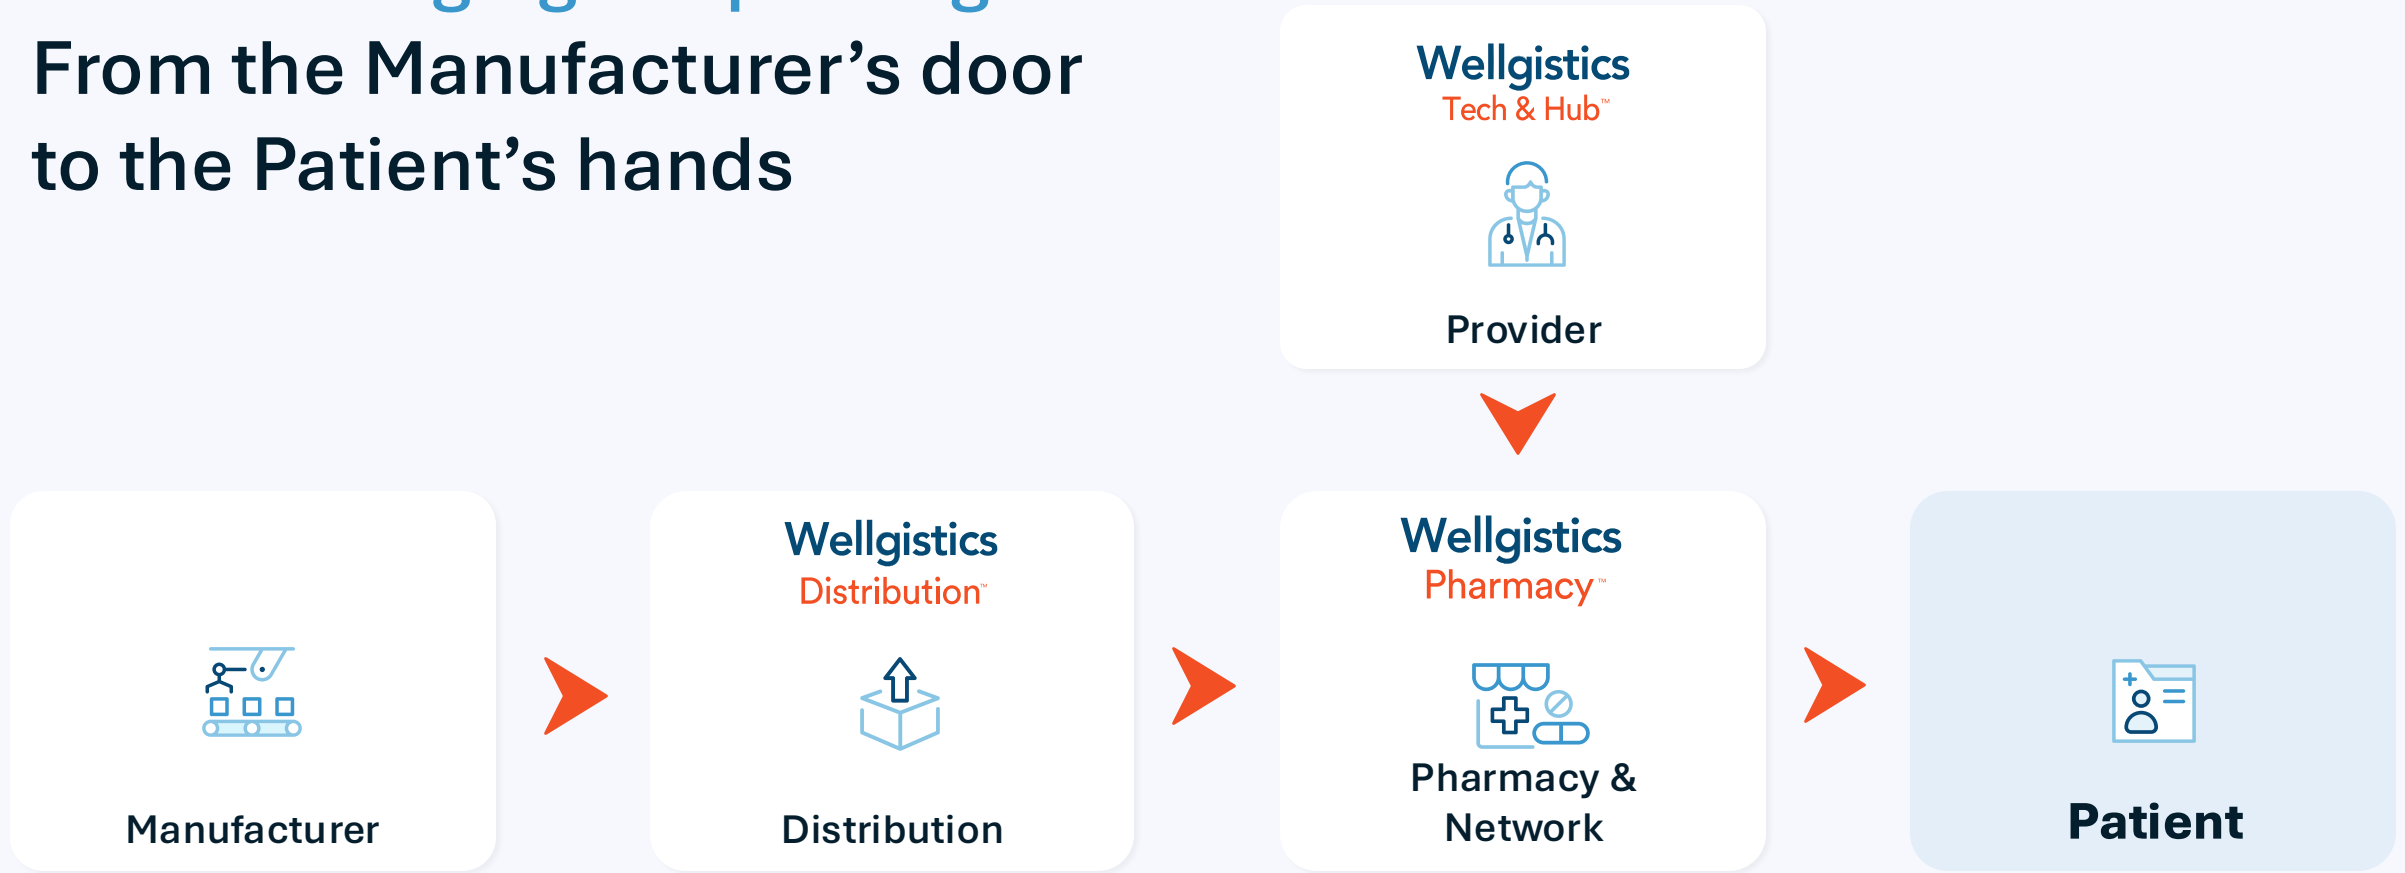 From the Manufacturer’s door
to the Patient’s hands
Wellgistics
Tech & Hub™
Provider
Manufacturer
Wellgistics
Distribution™
Distribution
Wellgistics
Pharmacy™
Pharmacy &
Network
Patient